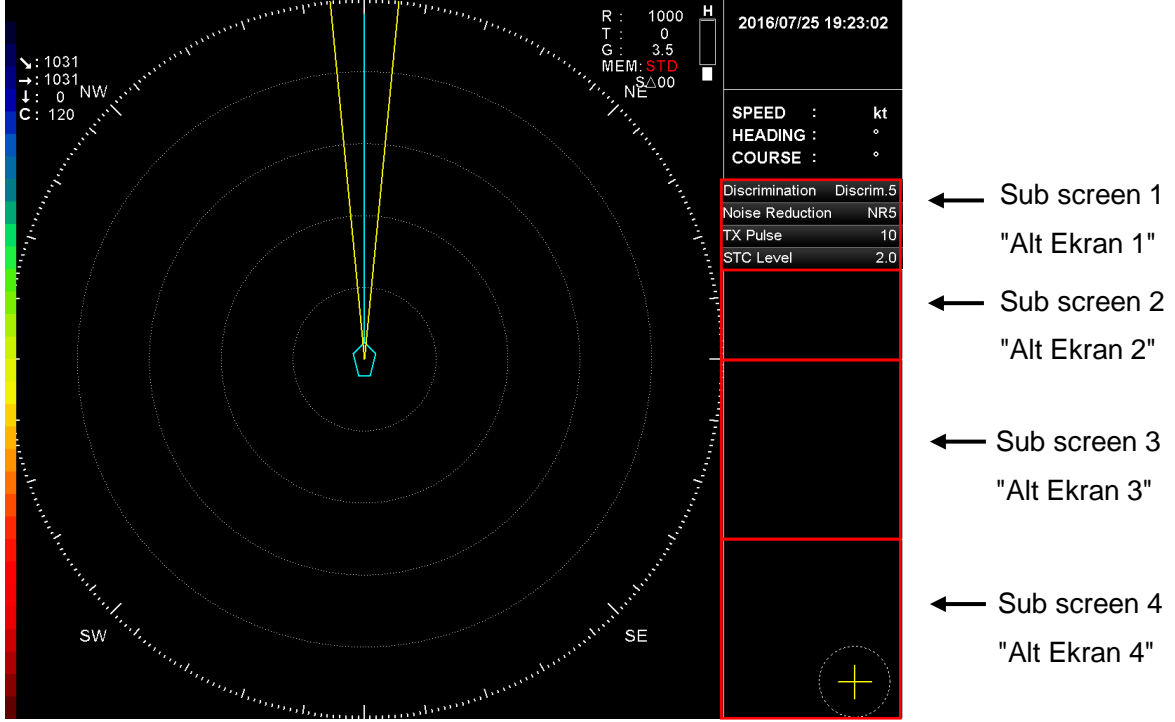 R : 1000
T : 0
G : 3.5
MEM:STD
S△00
H
↘: 1031
→: 1031
↓: 0
C: 120
NW
NE
SW
SE
2016/07/25 19:23:02
SPEED : kt
HEADING : °
COURSE : °
Discrimination Discrim.5
Noise Reduction NR5
TX Pulse 10
STC Level 2.0
Sub screen 1
"Alt Ekran 1"
Sub screen 2
"Alt Ekran 2"
Sub screen 3
"Alt Ekran 3"
Sub screen 4
"Alt Ekran 4"